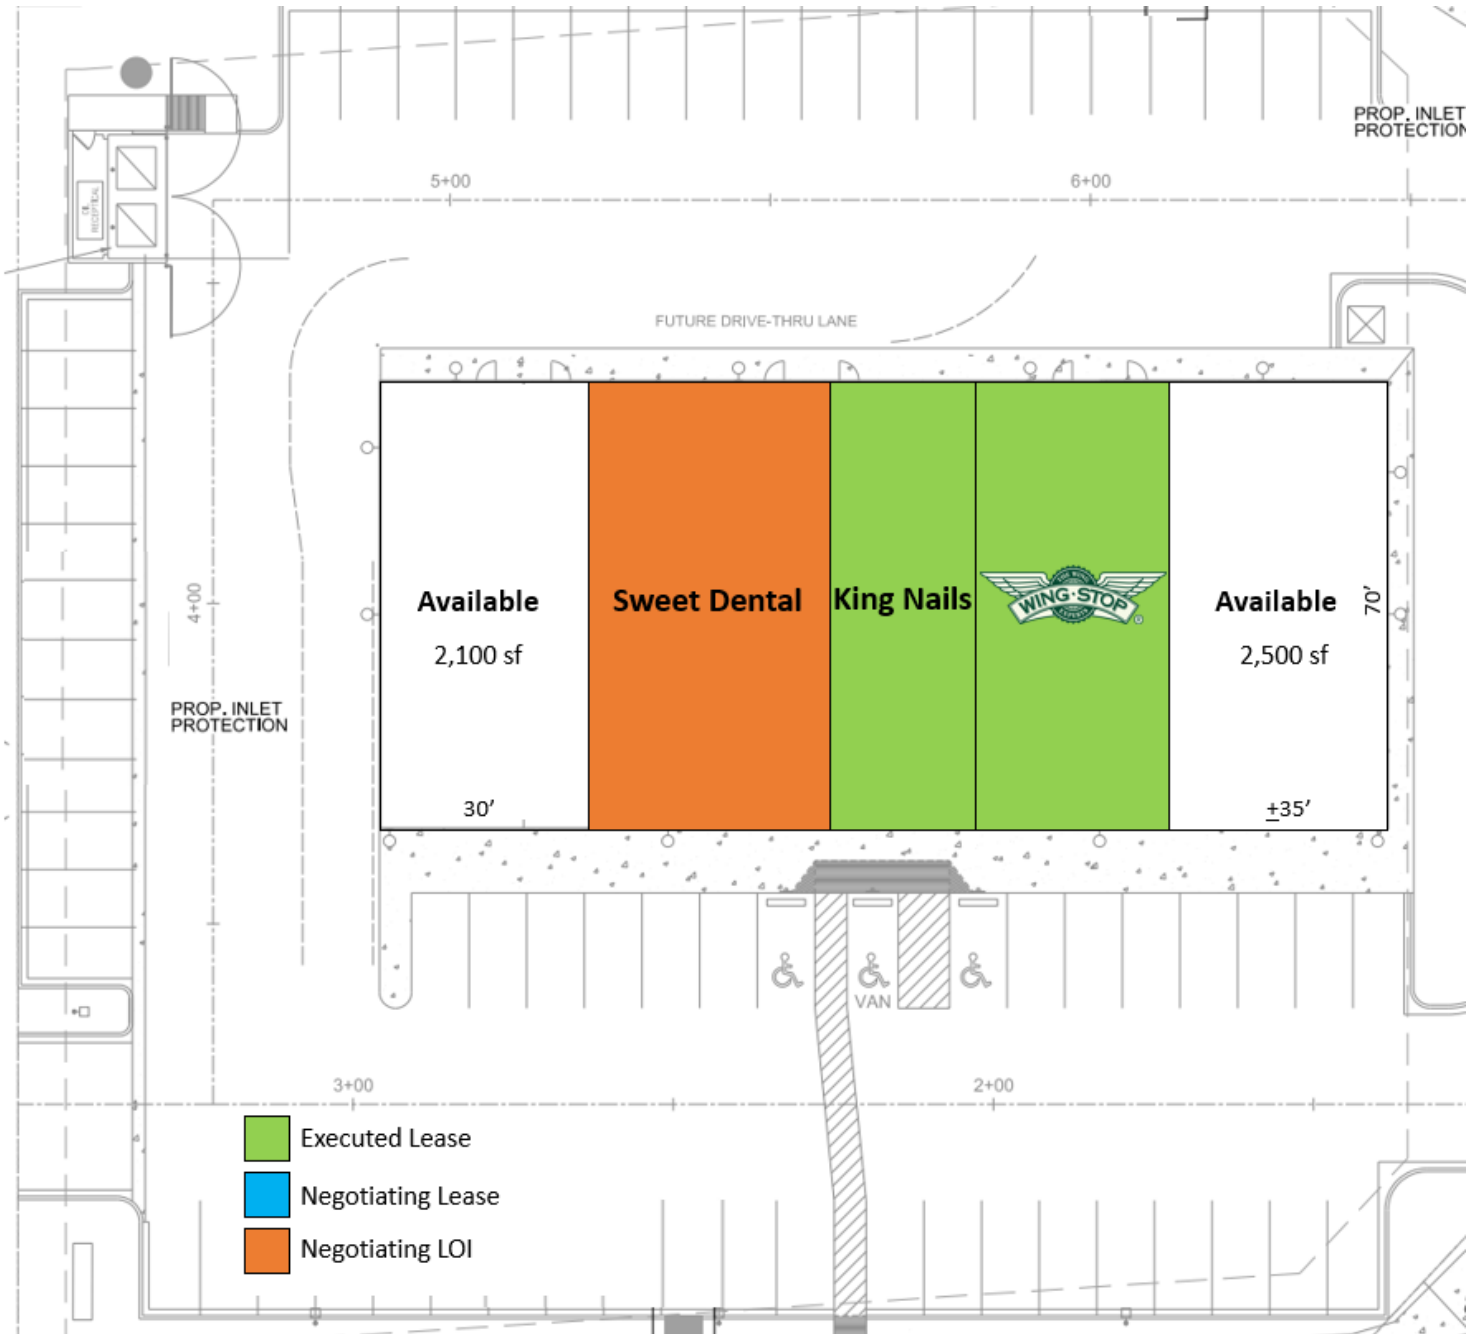 PROP. INLET
PROTECTION
5+00
6+00
OIL
RECEPTICAL
FUTURE DRIVE-THRU LANE
4+00
Available
2,100 sf
30'
Sweet Dental
King Nails
WING·STOP
®
Available
2,500 sf
70'
±35'
PROP. INLET
PROTECTION
VAN
3+00
2+00
Executed Lease
Negotiating Lease
Negotiating LOI